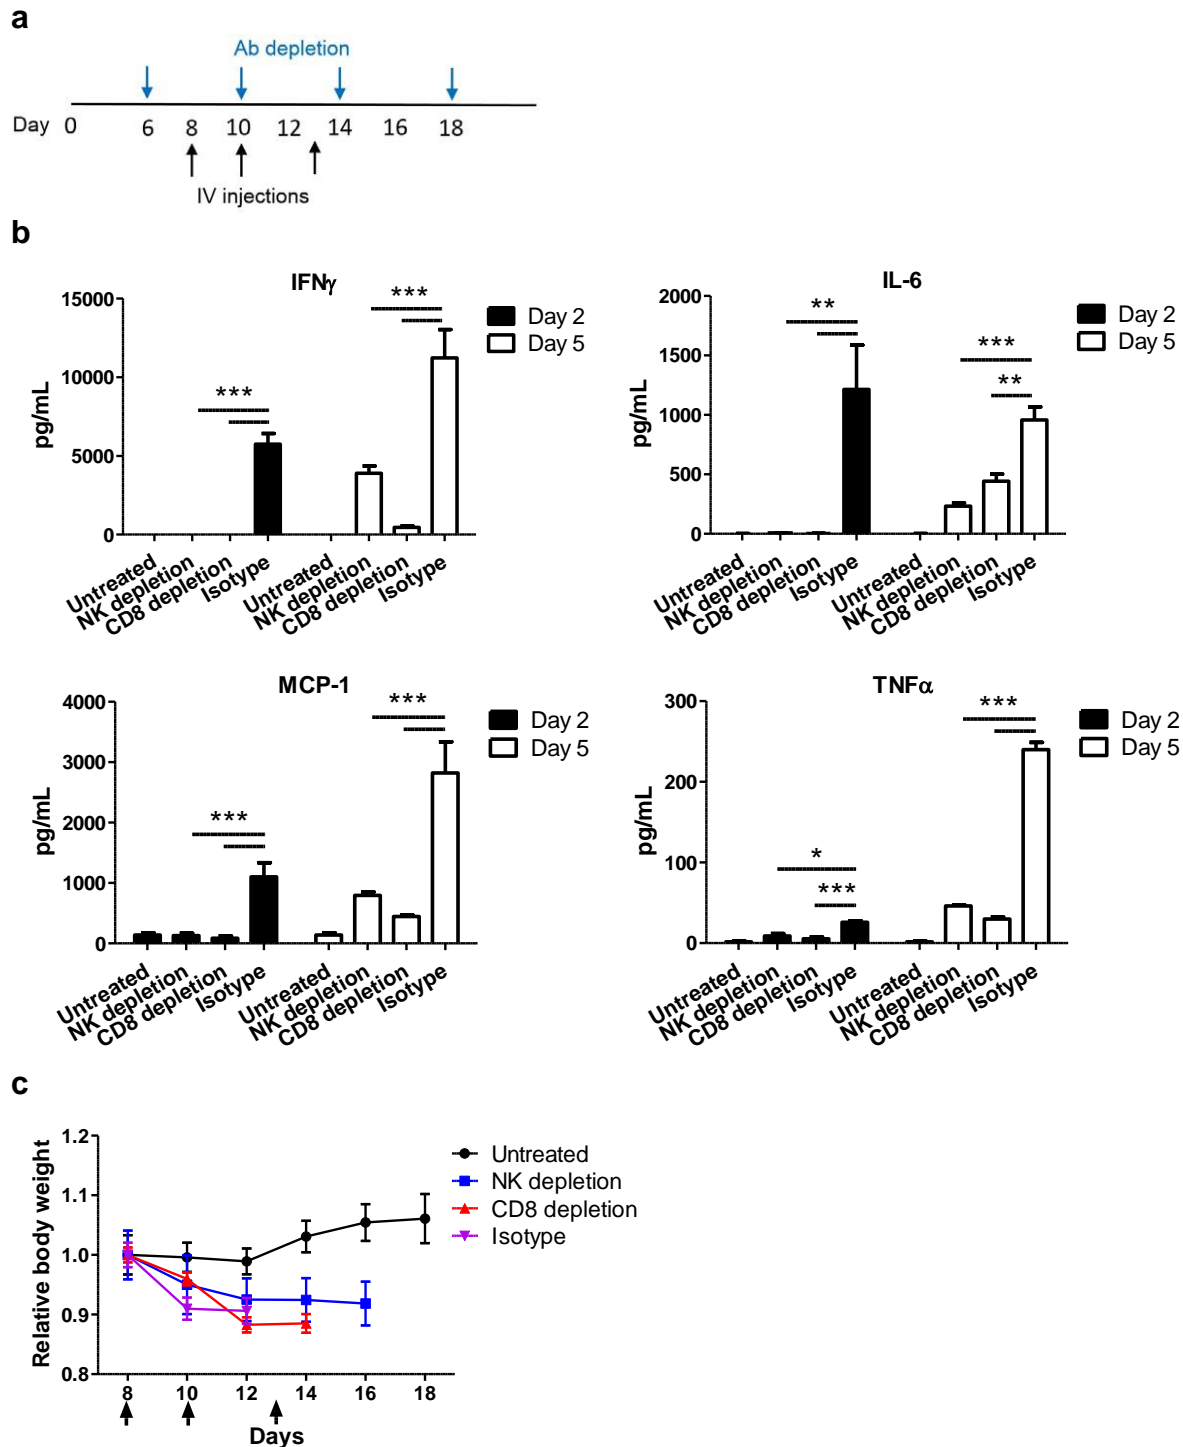 a
Ab depletion
Day 0 6 8 10 12 14 16 18
IV injections
b
IFNγ
15000
10000
5000
0
pg/mL
***
***
Day 2
Day 5
Untreated
NK depletion
CD8 depletion
Isotype
Untreated
NK depletion
CD8 depletion
Isotype
IL-6
2000
1500
1000
500
0
pg/mL
**
***
**
Day 2
Day 5
Untreated
NK depletion
CD8 depletion
Isotype
Untreated
NK depletion
CD8 depletion
Isotype
MCP-1
4000
3000
2000
1000
0
pg/mL
***
***
Day 2
Day 5
Untreated
NK depletion
CD8 depletion
Isotype
Untreated
NK depletion
CD8 depletion
Isotype
TNFα
300
200
100
0
pg/mL
*
***
***
Day 2
Day 5
Untreated
NK depletion
CD8 depletion
Isotype
Untreated
NK depletion
CD8 depletion
Isotype
c
1.2
1.1
1.0
0.9
0.8
Relative body weight
Untreated
NK depletion
CD8 depletion
Isotype
8 10 12 14 16 18
Days